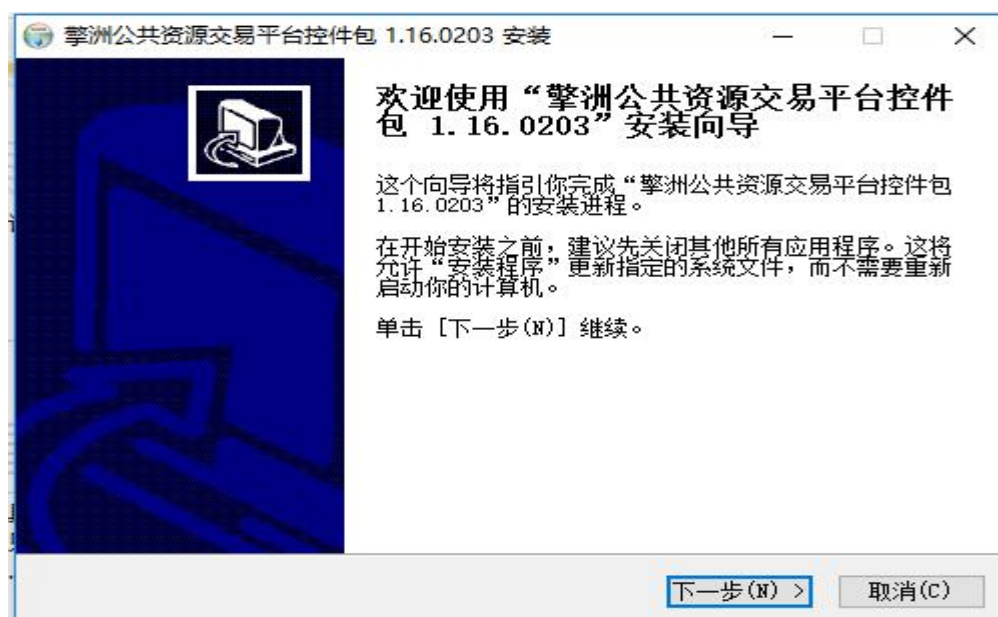 擎洲公共资源交易平台控件包 1.16.0203 安装
欢迎使用“擎洲公共资源交易平台控件
包 1.16.0203”安装向导
这个向导将指引你完成“擎洲公共资源交易平台控件包
1.16.0203”的安装进程。
在开始安装之前，建议先关闭其他所有应用程序。这将
允许“安装程序”更新指定的系统文件，而不需要重新
启动你的计算机。
单击 [下一步(N)] 继续。
下一步(N) >
取消(C)